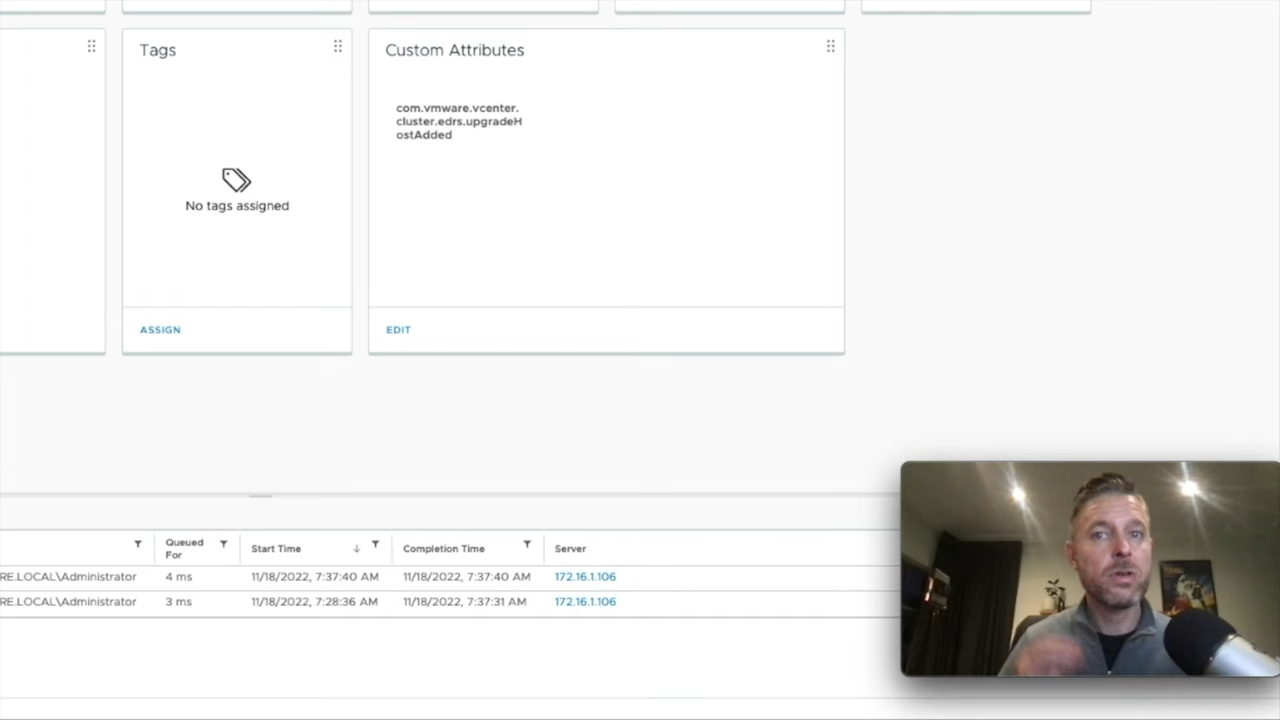 Tags
Custom Attributes
com.vmware.vcenter.
cluster.edrs.upgradeH
ostAdded
No tags assigned
ASSIGN
EDIT
Queued
For
Start Time
Completion Time
Server
RE.LOCAL\Administrator
4 ms
11/18/2022, 7:37:40 AM
11/18/2022, 7:37:40 AM
172.16.1.106
RE.LOCAL\Administrator
3 ms
11/18/2022, 7:28:36 AM
11/18/2022, 7:37:31 AM
172.16.1.106